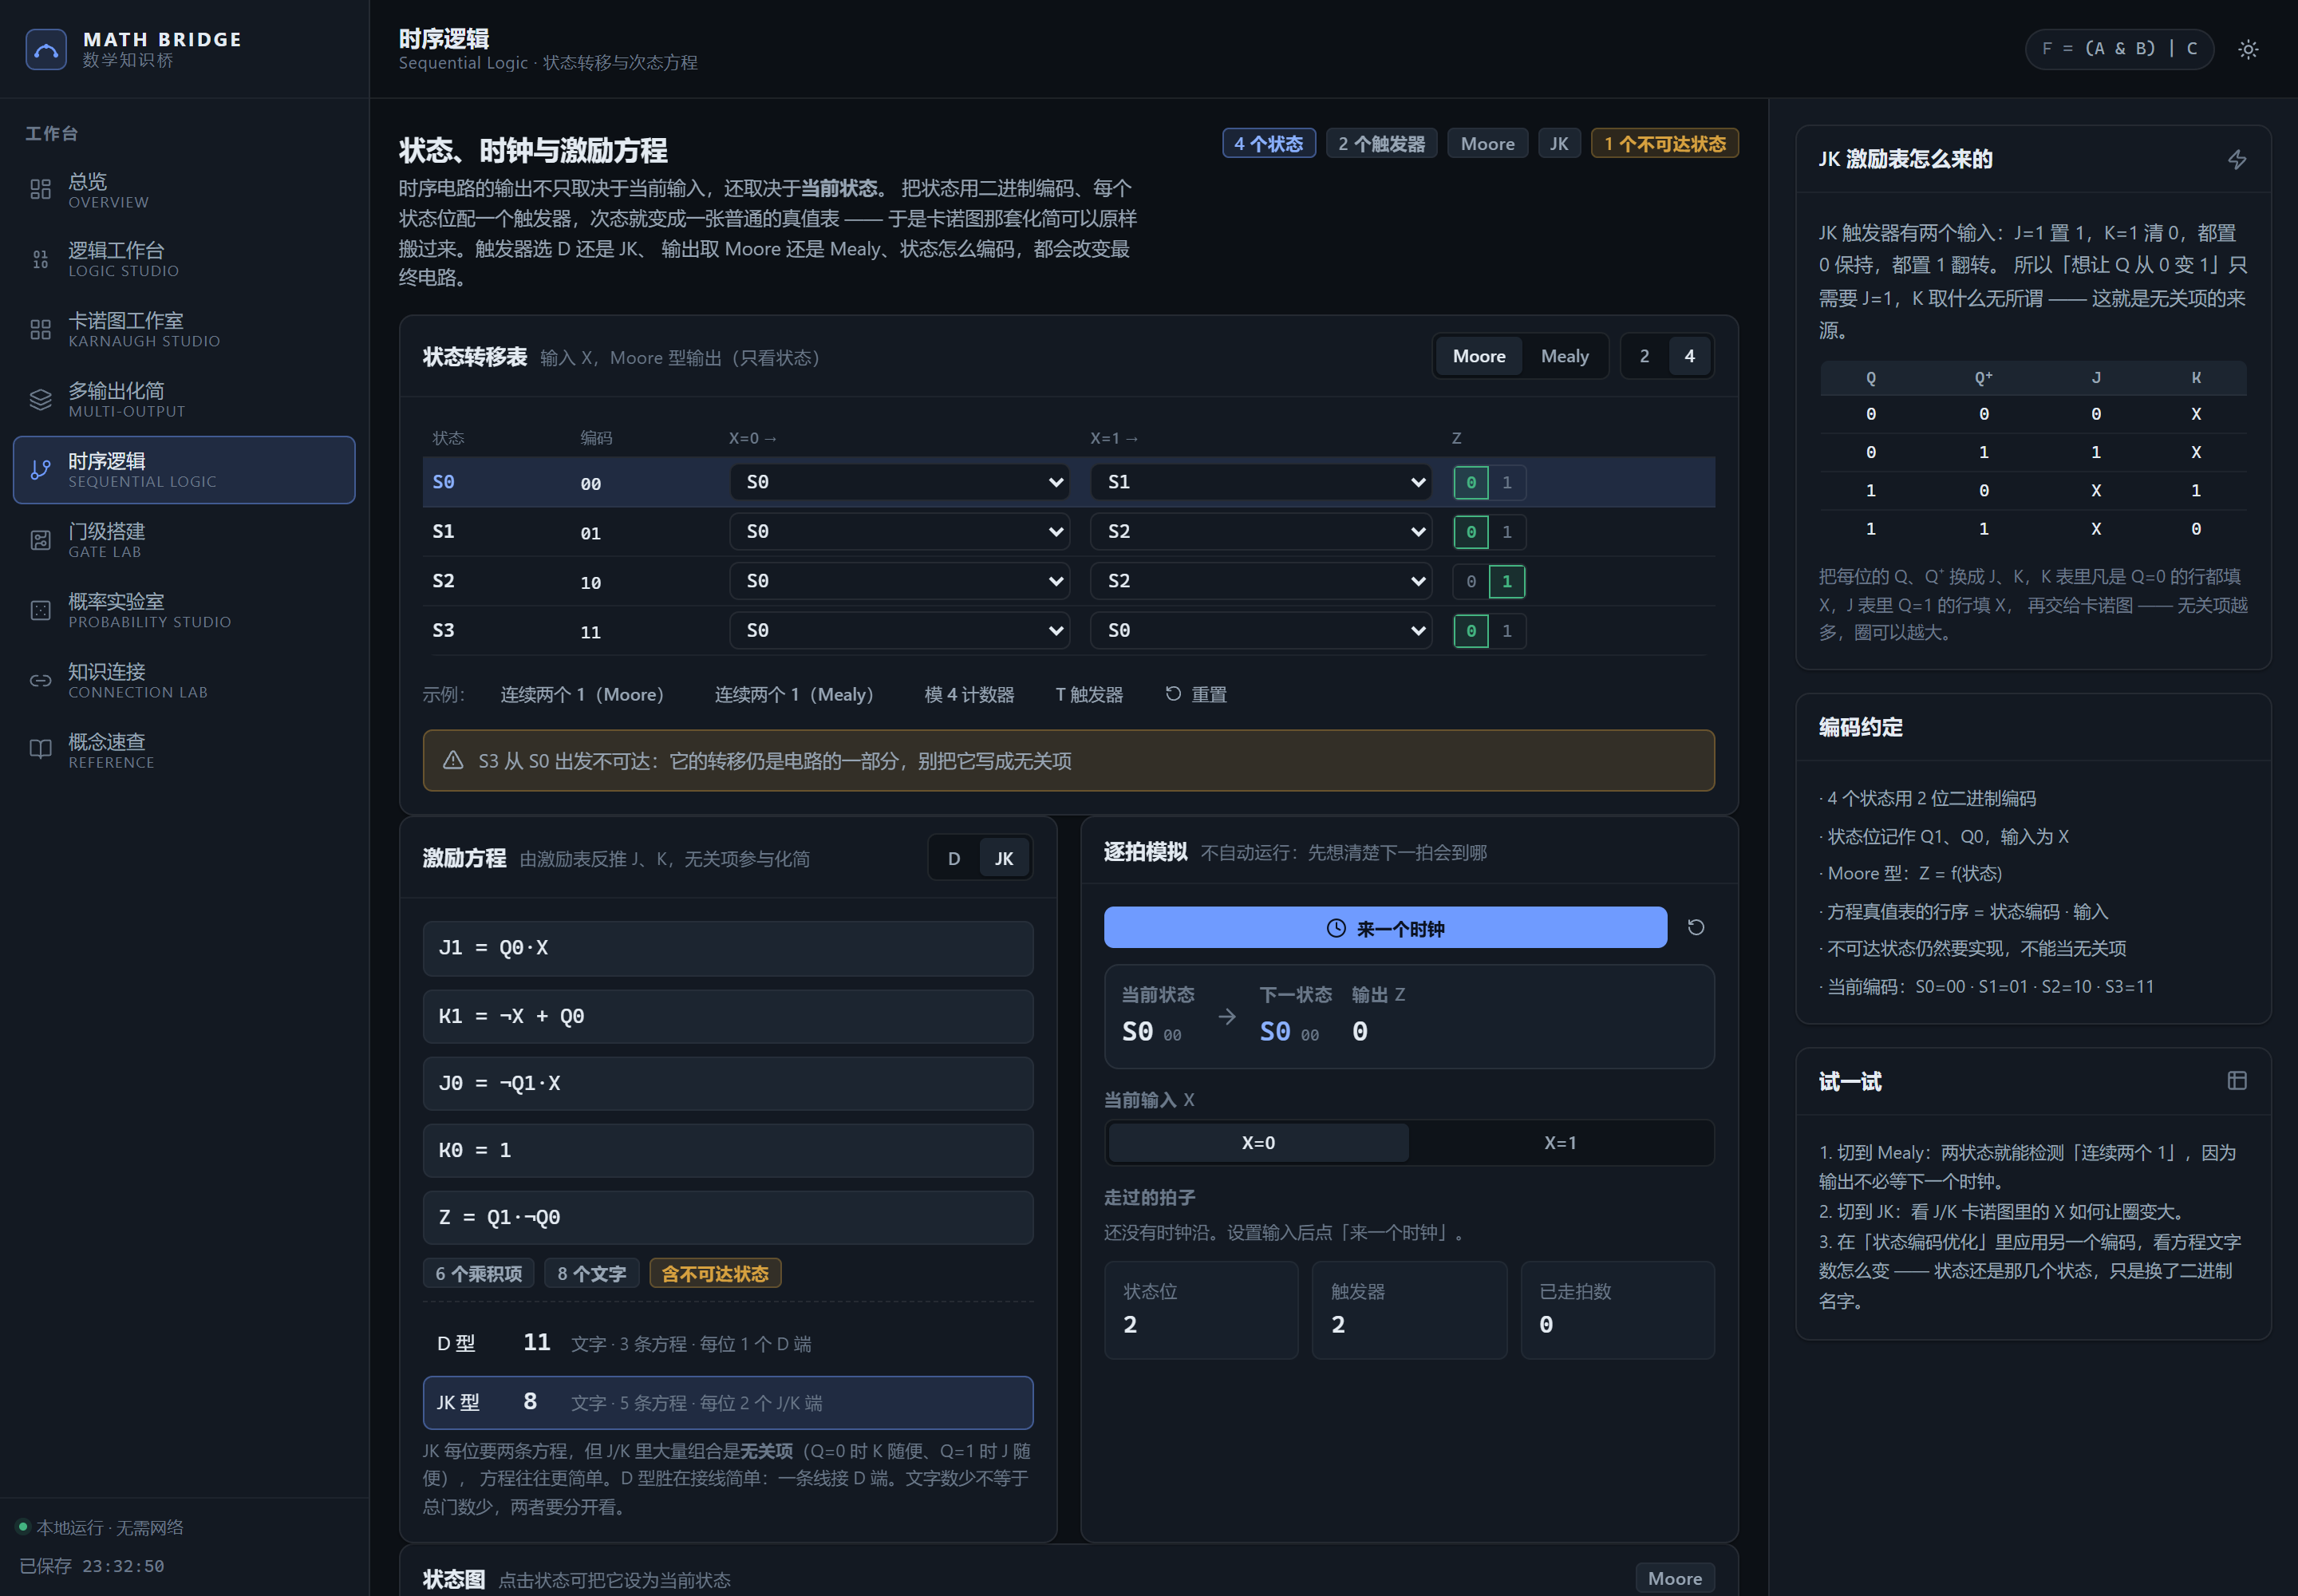 MATH BRIDGE
数学知识桥
工作台
总览
OVERVIEW
逻辑工作台
LOGIC STUDIO
卡诺图工作室
KARNAUGH STUDIO
多输出化简
MULTI-OUTPUT
时序逻辑
SEQUENTIAL LOGIC
门级搭建
GATE LAB
概率实验室
PROBABILITY STUDIO
知识连接
CONNECTION LAB
概念速查
REFERENCE
本地运行 · 无需网络
已保存 23:32:50
时序逻辑
Sequential Logic · 状态转移与次态方程
F = (A & B) | C
状态、时钟与激励方程
4 个状态 2 个触发器 Moore JK 1 个不可达状态
时序电路的输出不只取决于当前输入，还取决于当前状态。 把状态用二进制编码、每个
状态位配一个触发器，次态就变成一张普通的真值表 —— 于是卡诺图那套化简可以原样
搬过来。触发器选 D 还是 JK、 输出取 Moore 还是 Mealy、状态怎么编码，都会改变最
终电路。
状态转移表 输入 X，Moore 型输出（只看状态） Moore Mealy 2 4
状态 编码 X=0 → X=1 → Z
S0 00 S0 S1 0 1
S1 01 S0 S2 0 1
S2 10 S0 S2 0 1
S3 11 S0 S0 0 1
示例： 连续两个 1（Moore） 连续两个 1（Mealy） 模 4 计数器 T 触发器 重置
S3 从 S0 出发不可达：它的转移仍是电路的一部分，别把它写成无关项
激励方程 由激励表反推 J、K，无关项参与化简 D JK
J1 = Q0·X
K1 = ¬X + Q0
J0 = ¬Q1·X
K0 = 1
Z = Q1·¬Q0
6 个乘积项 8 个文字 含不可达状态
D 型 11 文字 · 3 条方程 · 每位 1 个 D 端
JK 型 8 文字 · 5 条方程 · 每位 2 个 J/K 端
JK 每位要两条方程，但 J/K 里大量组合是无关项（Q=0 时 K 随便、Q=1 时 J 随
便）， 方程往往更简单。D 型胜在接线简单：一条线接 D 端。文字数少不等于
总门数少，两者要分开看。
逐拍模拟 不自动运行：先想清楚下一拍会到哪
来一个时钟
当前状态 下一状态 输出 Z
S0 00 → S0 00 0
当前输入 X
X=0 X=1
走过的拍子
还没有时钟沿。设置输入后点「来一个时钟」。
状态位 触发器 已走拍数
2 2 0
状态图 点击状态可把它设为当前状态 Moore
JK 激励表怎么来的
JK 触发器有两个输入：J=1 置 1，K=1 清 0，都置
0 保持，都置 1 翻转。 所以「想让 Q 从 0 变 1」只
需要 J=1，K 取什么无所谓 —— 这就是无关项的来
源。
Q Q⁺ J K
0 0 0 X
0 1 1 X
1 0 X 1
1 1 X 0
把每位的 Q、Q⁺ 换成 J、K，K 表里凡是 Q=0 的行都填
X，J 表里 Q=1 的行填 X， 再交给卡诺图 —— 无关项越
多，圈可以越大。
编码约定
· 4 个状态用 2 位二进制编码
· 状态位记作 Q1、Q0，输入为 X
· Moore 型：Z = f(状态)
· 方程真值表的行序 = 状态编码 · 输入
· 不可达状态仍然要实现，不能当无关项
· 当前编码：S0=00 · S1=01 · S2=10 · S3=11
试一试
1. 切到 Mealy：两状态就能检测「连续两个 1」，因为
输出不必等下一个时钟。
2. 切到 JK：看 J/K 卡诺图里的 X 如何让圈变大。
3. 在「状态编码优化」里应用另一个编码，看方程文字
数怎么变 —— 状态还是那几个状态，只是换了二进制
名字。